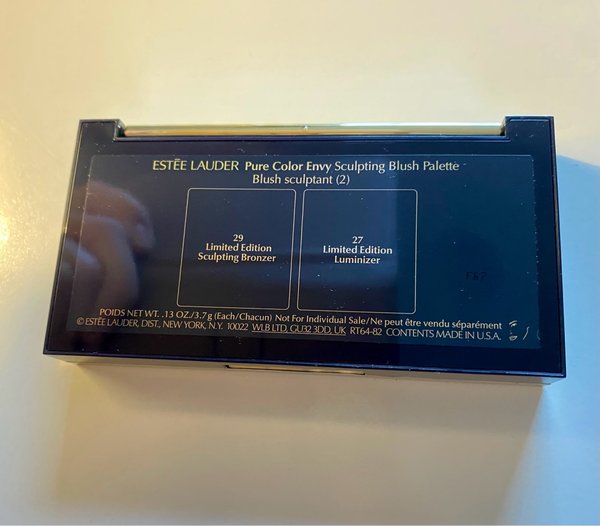 ESTĒE LAUDER Pure Color Envy Sculpting Blush Palette
Blush sculptant (2)
29
Limited Edition
Sculpting Bronzer
27
Limited Edition
Luminizer
POIDS NET WT. .13 OZ./3.7g (Each/Chacun) Not For Individual Sale/Ne peut être vendu séparément
© ESTĒE LAUDER, DIST., NEW YORK, N.Y. 10022 WLB LTD, GU32 3DD, UK RT64-82 CONTENTS MADE IN U.S.A.